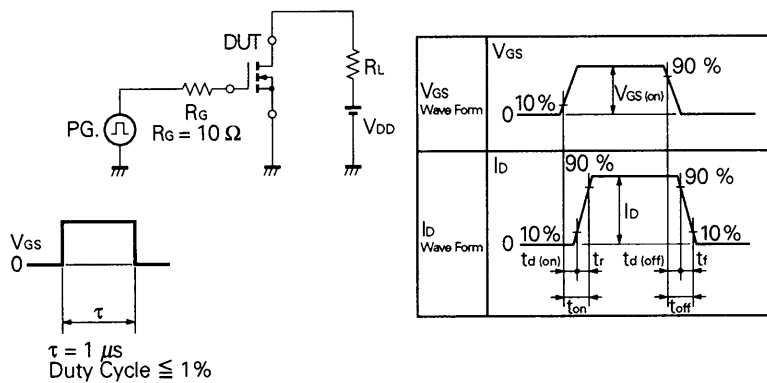 DUT
RL
RG
RG = 10 Ω
PG.
VDD
VGS
0
τ
τ = 1 μs
Duty Cycle ≦ 1%
VGS
Wave Form
VGS
90 %
10%
VGS (on)
0
ID
Wave Form
ID
90 %
90 %
ID
10%
10%
0
td (on)
tr
td (off)
tf
ton
toff